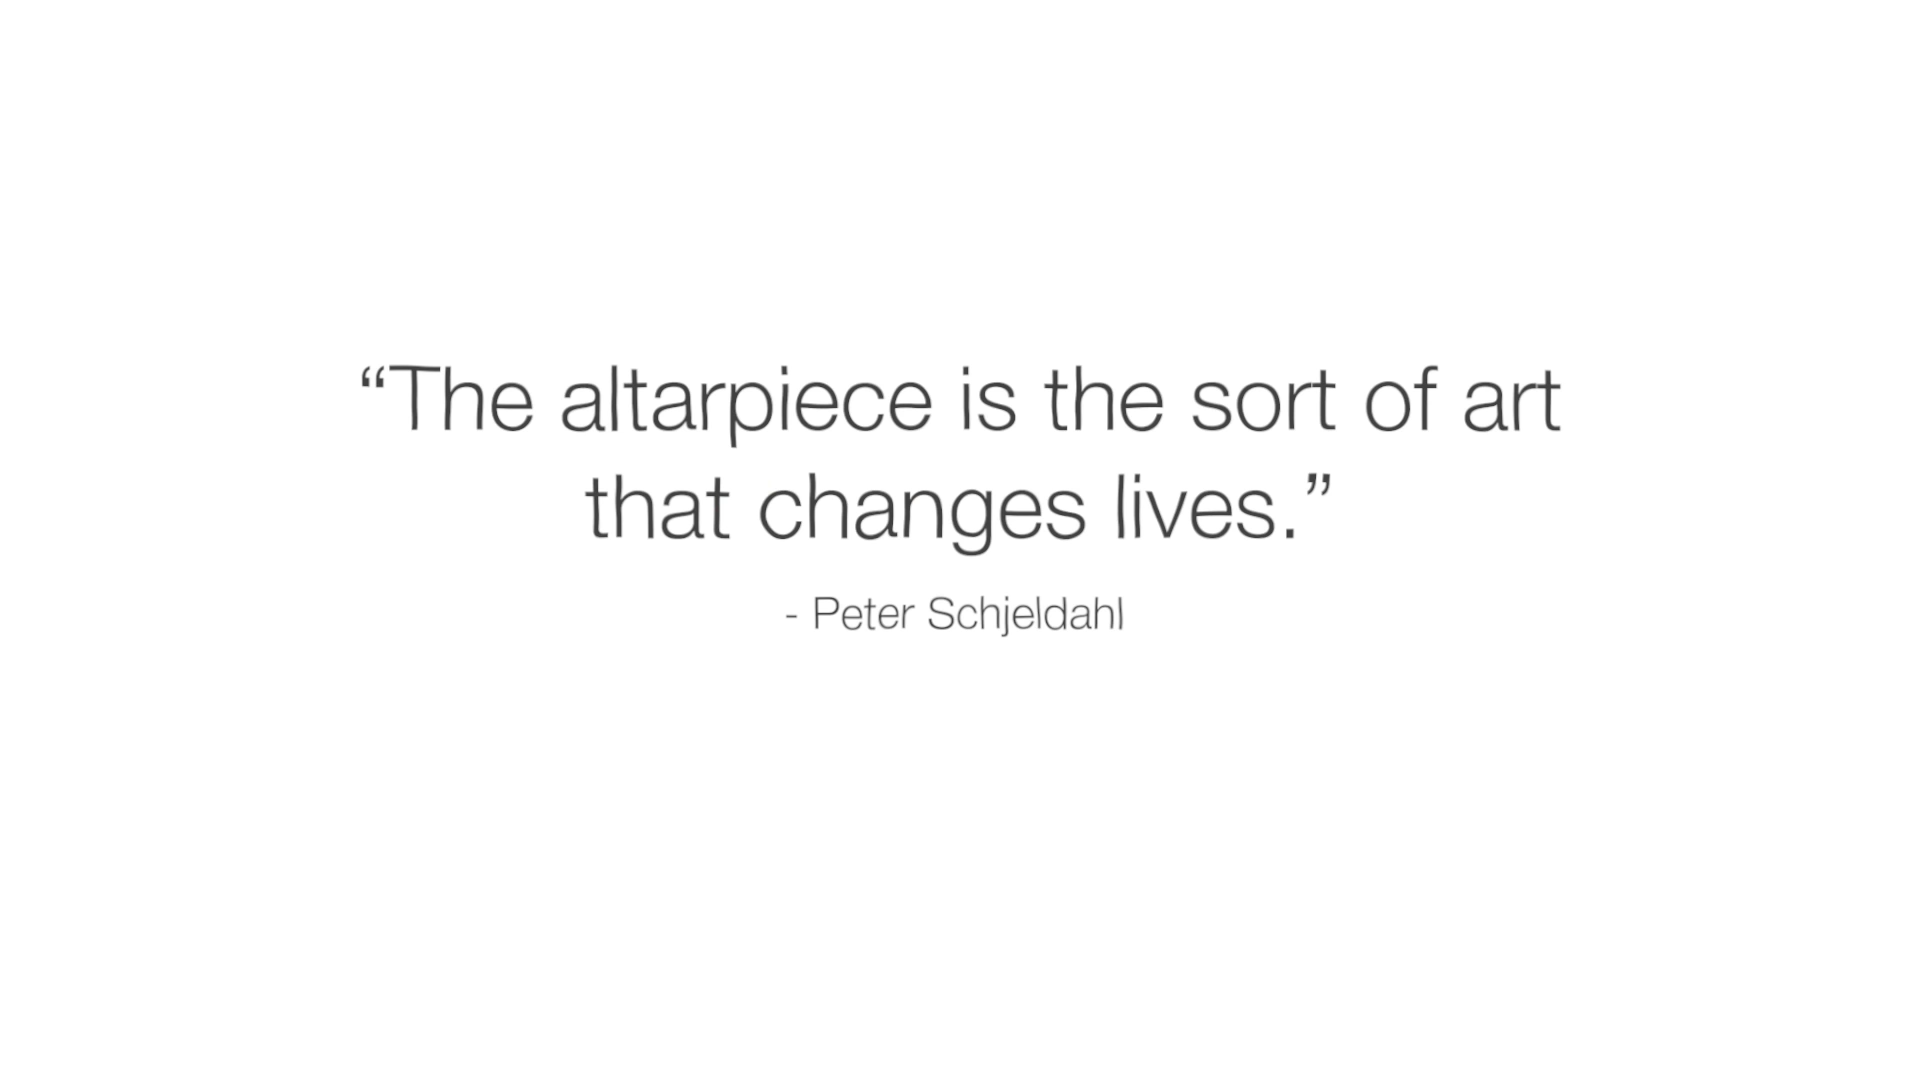 “The altarpiece is the sort of art
that changes lives.”
- Peter Schjeldahl